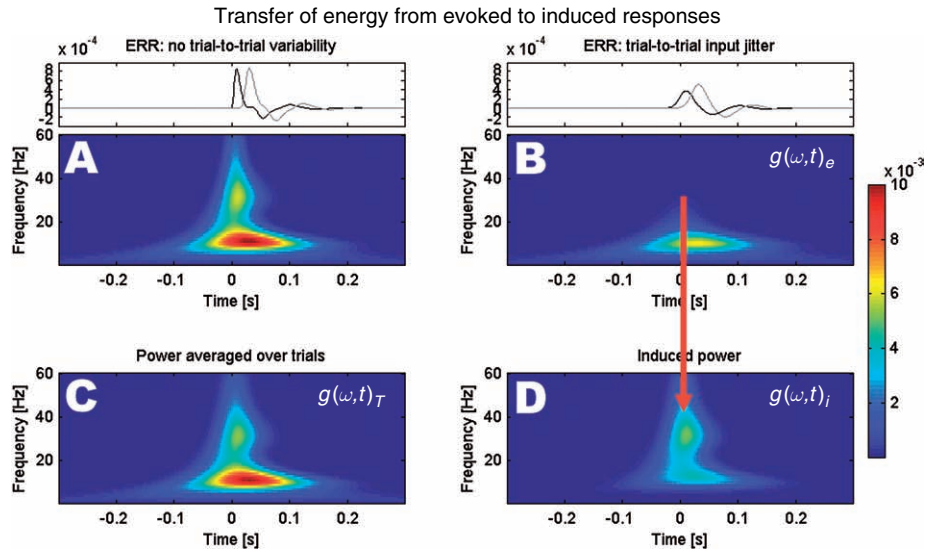 Transfer of energy from evoked to induced responses
ERR: no trial-to-trial variability
x 10-4
8
6
4
2
0
-2
A
Frequency [Hz]
60
40
20
-0.2 -0.1 0 0.1 0.2
Time [s]
ERR: trial-to-trial input jitter
x 10-4
8
6
4
2
0
-2
B
g(ω,t)e
Frequency [Hz]
60
40
20
-0.2 -0.1 0 0.1 0.2
Time [s]
x 10-3
10
8
6
4
2
Power averaged over trials
C
g(ω,t)T
Frequency [Hz]
60
40
20
-0.2 -0.1 0 0.1 0.2
Time [s]
Induced power
D
g(ω,t)i
Frequency [Hz]
60
40
20
-0.2 -0.1 0 0.1 0.2
Time [s]